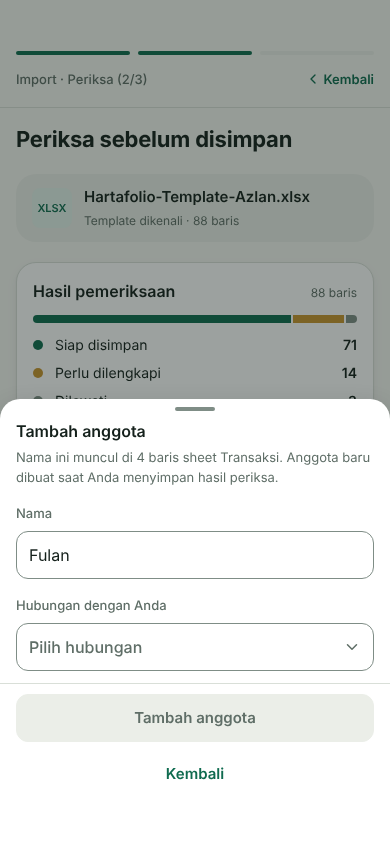 Import · Periksa (2/3)
Kembali
Periksa sebelum disimpan
XLSX
Hartafolio-Template-Azlan.xlsx
Template dikenali · 88 baris
Hasil pemeriksaan
88 baris
Siap disimpan
71
Perlu dilengkapi
14
Tambah anggota
Nama ini muncul di 4 baris sheet Transaksi. Anggota baru
dibuat saat Anda menyimpan hasil periksa.
Nama
Fulan
Hubungan dengan Anda
Pilih hubungan
Tambah anggota
Kembali